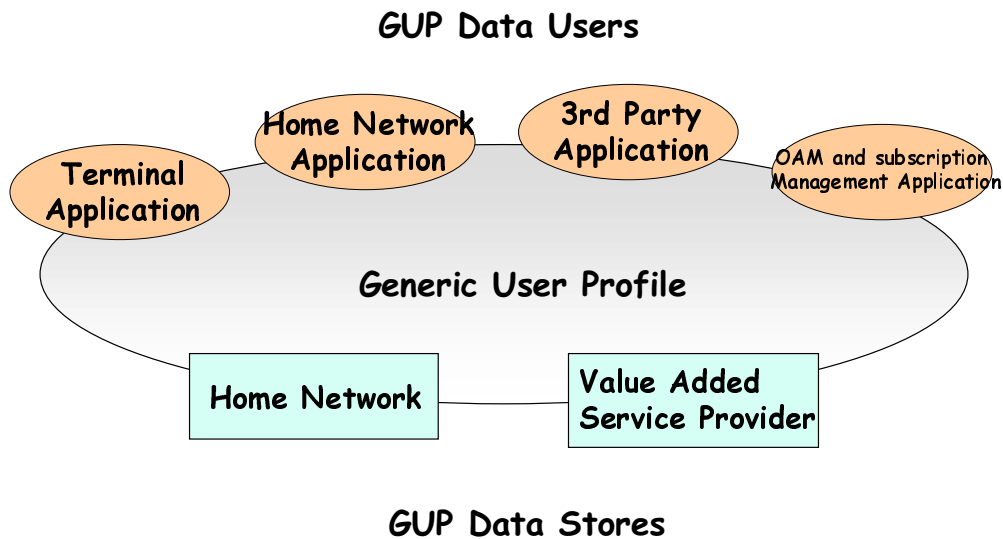 GUP Data Users
Home Network
Application
3rd Party
Application
OAM and subscription
Management Application
Terminal
Application
Generic User Profile
Home Network
Value Added
Service Provider
GUP Data Stores